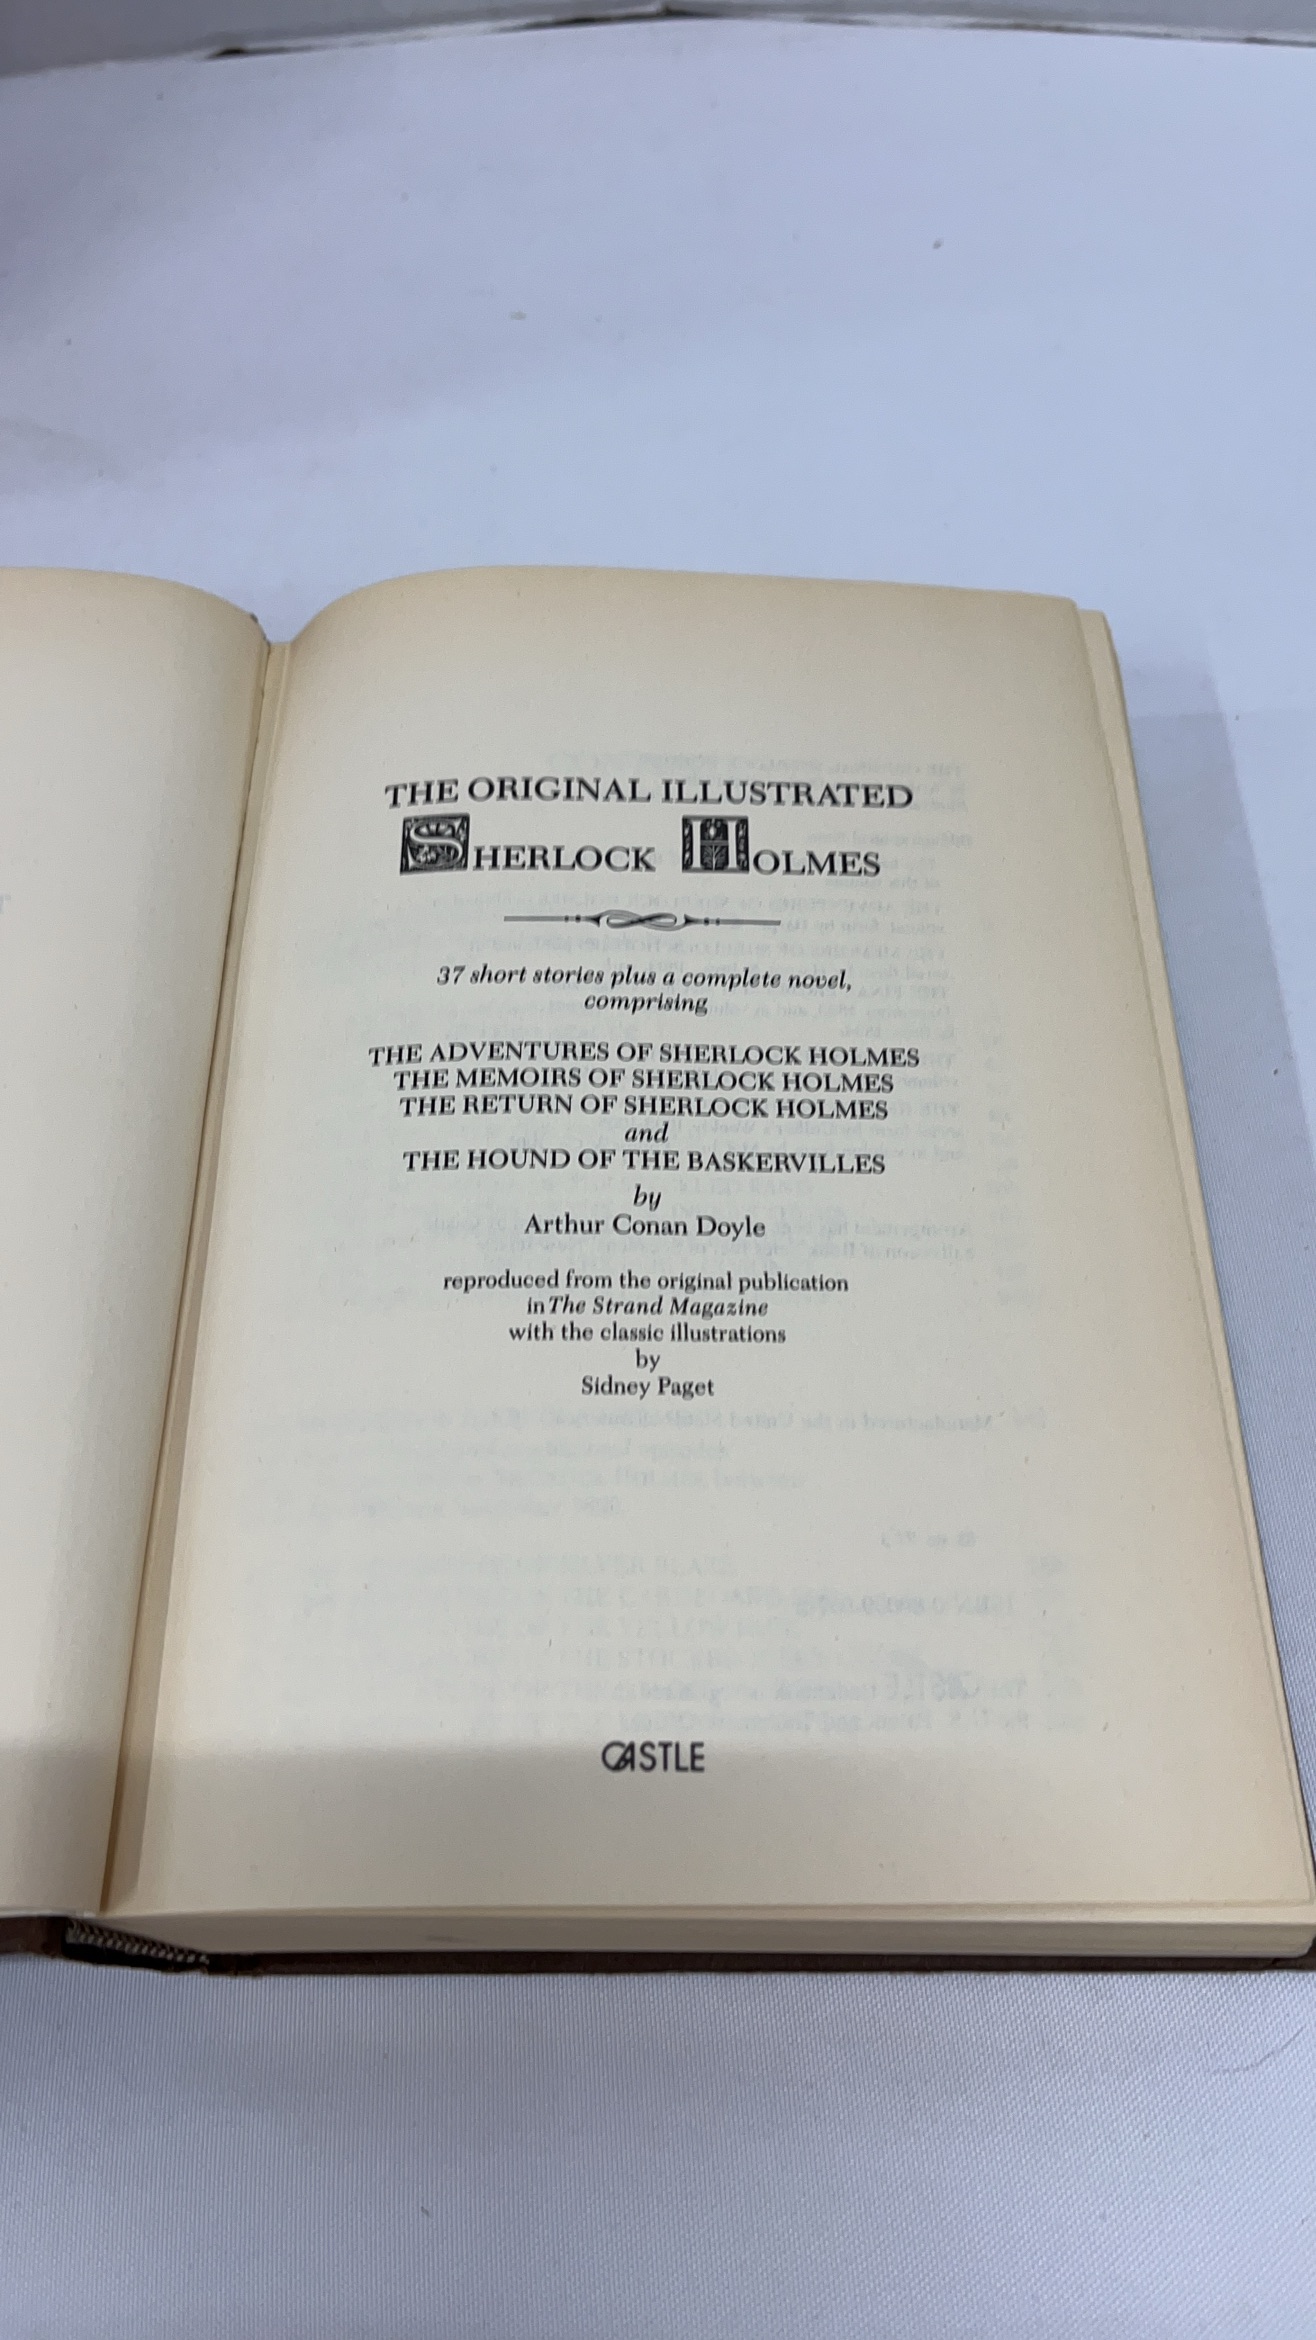 THE ORIGINAL ILLUSTRATED
SHERLOCK HOLMES
37 short stories plus a complete novel,
comprising
THE ADVENTURES OF SHERLOCK HOLMES
THE MEMOIRS OF SHERLOCK HOLMES
THE RETURN OF SHERLOCK HOLMES
and
THE HOUND OF THE BASKERVILLES
by
Arthur Conan Doyle
reproduced from the original publication
in The Strand Magazine
with the classic illustrations
by
Sidney Paget
CASTLE